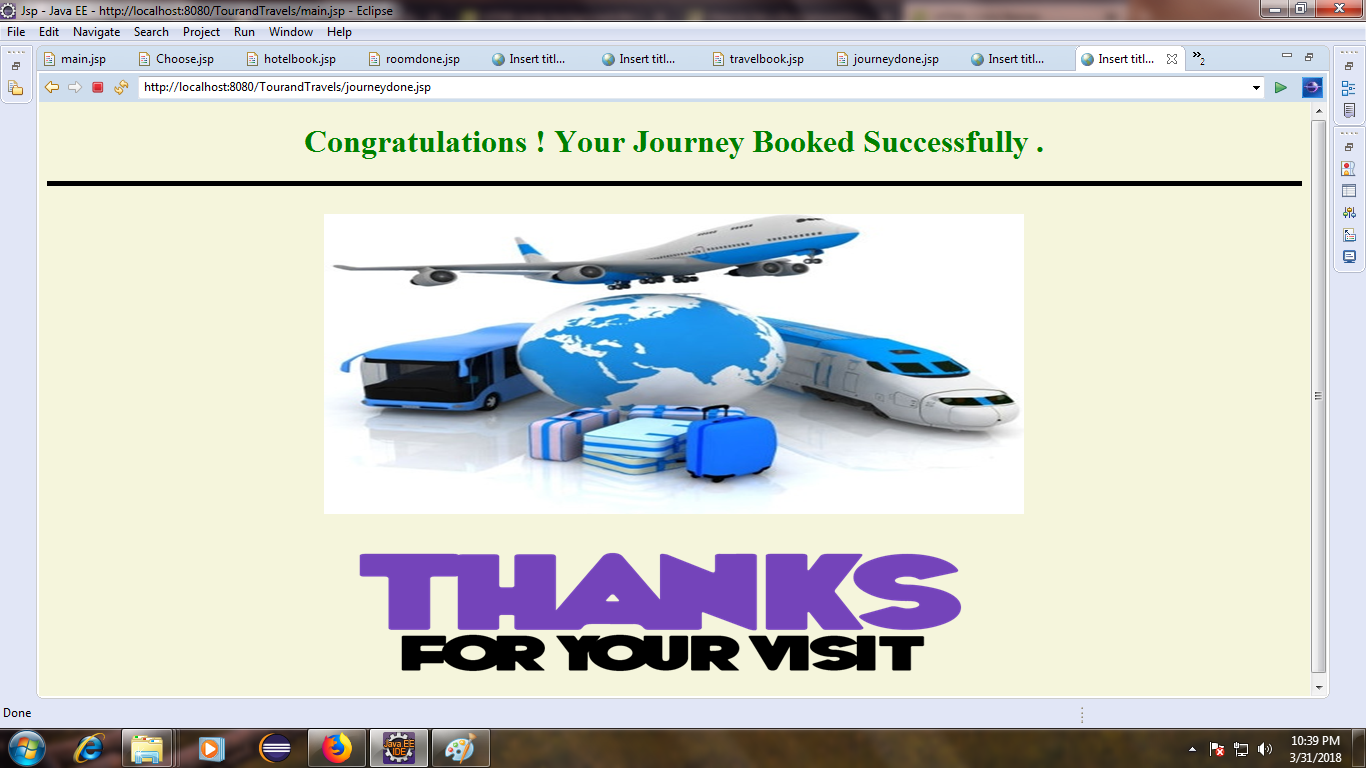 Jsp - Java EE - http://localhost:8080/TourandTravels/main.jsp - Eclipse
File Edit Navigate Search Project Run Window Help
main.jsp Choose.jsp hotelbook.jsp roomdone.jsp Insert titl... Insert titl... travelbook.jsp journeydone.jsp Insert titl... Insert titl... »2
http://localhost:8080/TourandTravels/journeydone.jsp
Congratulations ! Your Journey Booked Successfully .
THANKS
FOR YOUR VISIT
Done
Java EE
IDE
10:39 PM
3/31/2018